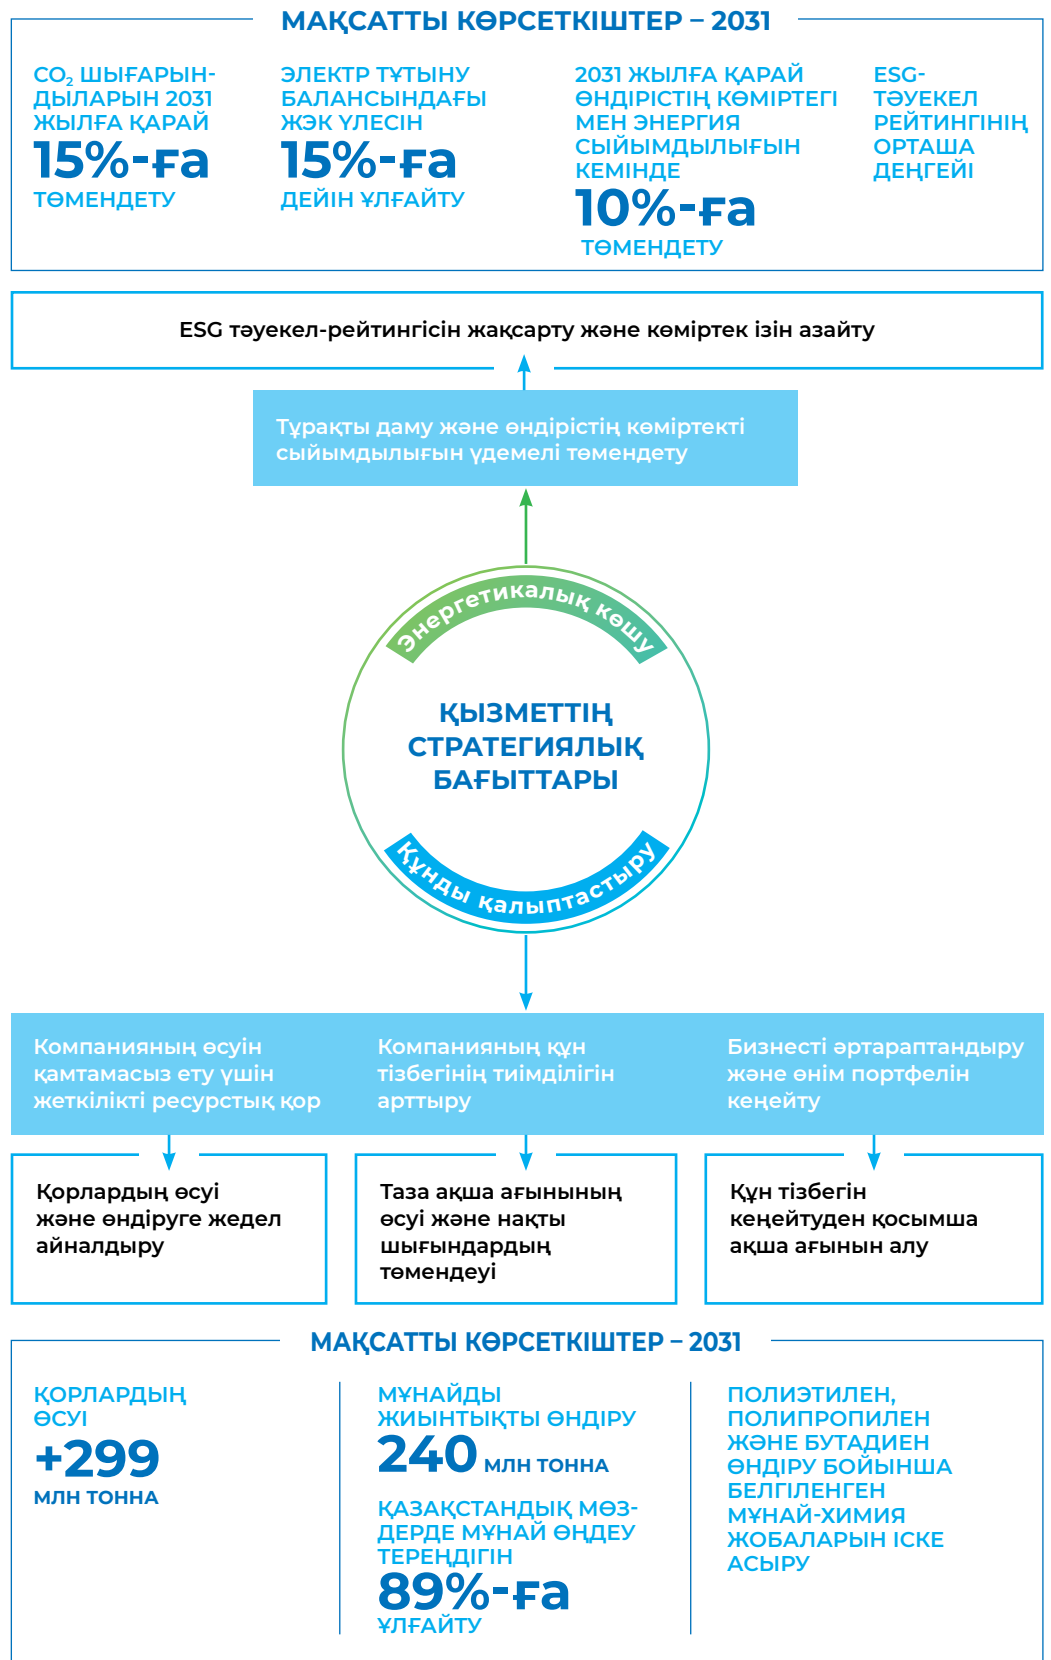 МАҚСАТТЫ КӨРСЕТКІШТЕР – 2031
CO₂ ШЫҒАРЫН-
ДЫЛАРЫН 2031
ЖЫЛҒА ҚАРАЙ
15%-ға
ТӨМЕНДЕТУ
ЭЛЕКТР ТҰТЫНУ
БАЛАНСЫНДАҒЫ
ЖЭК ҮЛЕСІН
15%-ға
ДЕЙІН ҰЛҒАЙТУ
2031 ЖЫЛҒА ҚАРАЙ
ӨНДІРІСТІҢ КӨМІРТЕГІ
МЕН ЭНЕРГИЯ
СЫЙЫМДЫЛЫҒЫН
КЕМІНДЕ
10%-ға
ТӨМЕНДЕТУ
ESG-
ТӘУЕКЕЛ
РЕЙТИНГІНІҢ
ОРТАША
ДЕҢГЕЙІ
ESG тәуекел-рейтингісін жақсарту және көміртек ізін азайту
Тұрақты даму және өндірістің көміртекті
сыйымдылығын үдемелі төмендету
Энергетикалық көшу
ҚЫЗМЕТТІҢ
СТРАТЕГИЯЛЫҚ
БАҒЫТТАРЫ
Құнды қалыптастыру
Компанияның өсуін
қамтамасыз ету үшін
жеткілікті ресурстық қор
Компанияның құн
тізбегінің тиімділігін
арттыру
Бизнесті әртараптандыру
және өнім портфелін
кеңейту
Қорлардың өсуі
және өндіруге жедел
айналдыру
Таза ақша ағынының
өсуі және нақты
шығындардың
төмендеуі
Құн тізбегін
кеңейтуден қосымша
ақша ағынын алу
МАҚСАТТЫ КӨРСЕТКІШТЕР – 2031
ҚОРЛАРДЫҢ
ӨСУІ
+299
МЛН ТОННА
МҰНАЙДЫ
ЖИЫНТЫҚТЫ ӨНДІРУ
240 МЛН ТОННА
ҚАЗАҚСТАНДЫҚ МӨЗ-
ДЕРДЕ МҰНАЙ ӨҢДЕУ
ТЕРЕҢДІГІН
89%-ға
ҰЛҒАЙТУ
ПОЛИЭТИЛЕН,
ПОЛИПРОПИЛЕН
ЖӘНЕ БУТАДИЕН
ӨНДІРУ БОЙЫНША
БЕЛГІЛЕНГЕН
МҰНАЙ-ХИМИЯ
ЖОБАЛАРЫН ІСКЕ
АСЫРУ